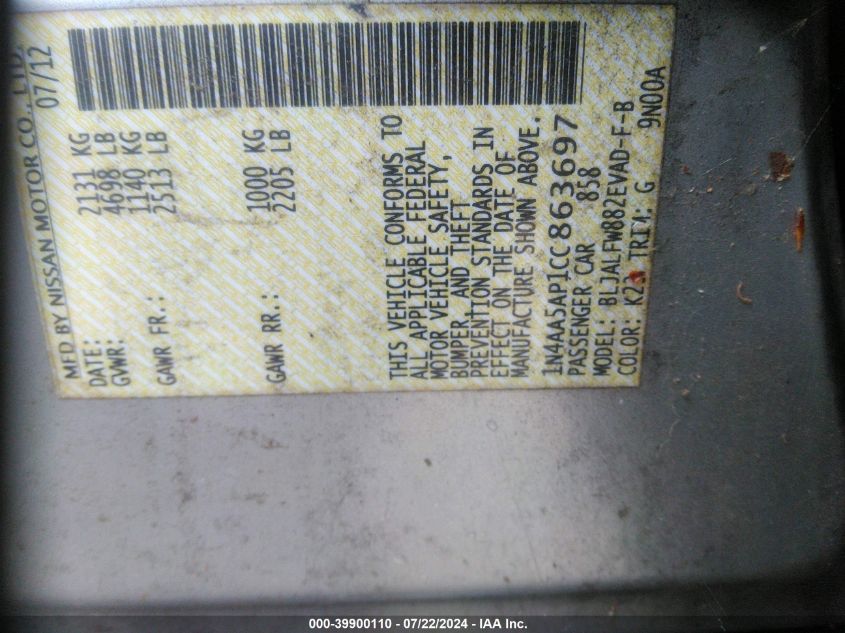 MFD BY NISSAN MOTOR CO., LTD.
DATE: 07/12
GVWR: 2131 KG
4698 LB
GAWR FR.: 1140 KG
2513 LB
GAWR RR.: 1000 KG
2205 LB
THIS VEHICLE CONFORMS TO
ALL APPLICABLE FEDERAL
MOTOR VEHICLE SAFETY,
BUMPER, AND THEFT
PREVENTION STANDARDS IN
EFFECT ON THE DATE OF
MANUFACTURE SHOWN ABOVE.
1N4AA5AP1CC863697
PASSENGER CAR 858
MODEL: BLJALFW882EVAD-F-B
COLOR: K23 TRIM: G 9N00A
000-39900110 - 07/22/2024 - IAA Inc.